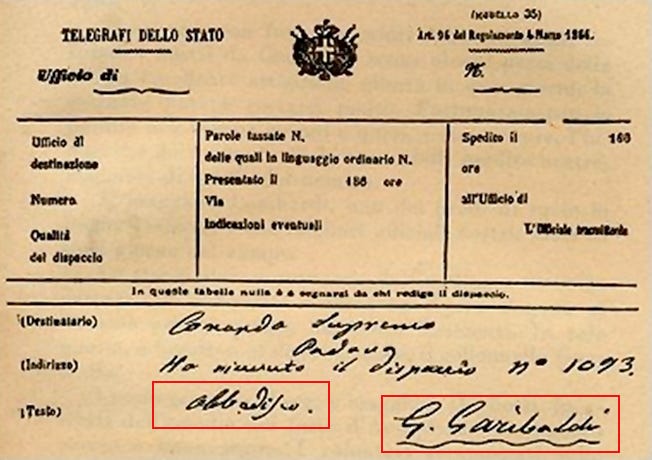 (MODELLO 35)
TELEGRAFI DELLO STATO
Art. 96 del Regolamento 4 Marzo 1866.
Ufficio di
N.
Ufficio di destinazione
Numero
Qualità del dispaccio
Parole tassate N.
delle quali in linguaggio ordinario N.
Presentato il 186 ore
Via
Indicazioni eventuali
Spedito il 186
ore
all'Ufficio di
L'Ufficiale
In queste tabelle nulla è a segnarsi da chi redige il dispaccio.
(Destinatario) Comando Supremo
Padova
(Indirizzo) Ho ricevuto il dispaccio n° 1073.
(Testo) Obbedisco.
G. Garibaldi